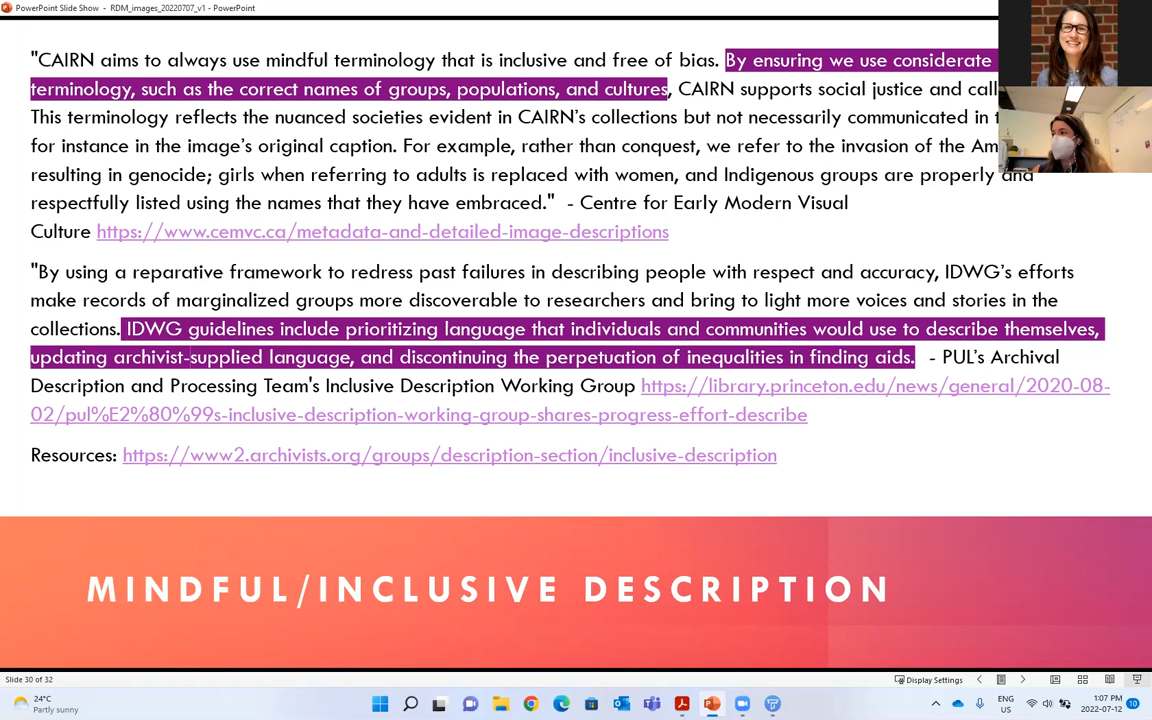 PowerPoint Slide Show - RDM_images_20220707_v1 - PowerPoint
"CAIRN aims to always use mindful terminology that is inclusive and free of bias. By ensuring we use considerate
terminology, such as the correct names of groups, populations, and cultures, CAIRN supports social justice and
This terminology reflects the nuanced societies evident in CAIRN's collections but not necessarily communicated in
for instance in the image's original caption. For example, rather than conquest, we refer to the invasion of the
resulting in genocide; girls when referring to adults is replaced with women, and Indigenous groups are properly and
respectfully listed using the names that they have embraced." - Centre for Early Modern Visual
Culture https://www.cemvc.ca/metadata-and-detailed-image-descriptions
"By using a reparative framework to redress past failures in describing people with respect and accuracy, IDWG's efforts
make records of marginalized groups more discoverable to researchers and bring to light more voices and stories in the
collections. IDWG guidelines include prioritizing language that individuals and communities would use to describe themselves,
updating archivist-supplied language, and discontinuing the perpetuation of inequalities in finding aids. - PUL's Archival
Description and Processing Team's Inclusive Description Working Group https://library.princeton.edu/news/general/2020-08-
02/pul%E2%80%99s-inclusive-description-working-group-shares-progress-effort-describe
Resources: https://www2.archivists.org/groups/description-section/inclusive-description
MINDFUL/INCLUSIVE DESCRIPTION
Slide 30 of 32
Display Settings
24°C
Partly sunny
ENG
US
1:07 PM
2022-07-12
10